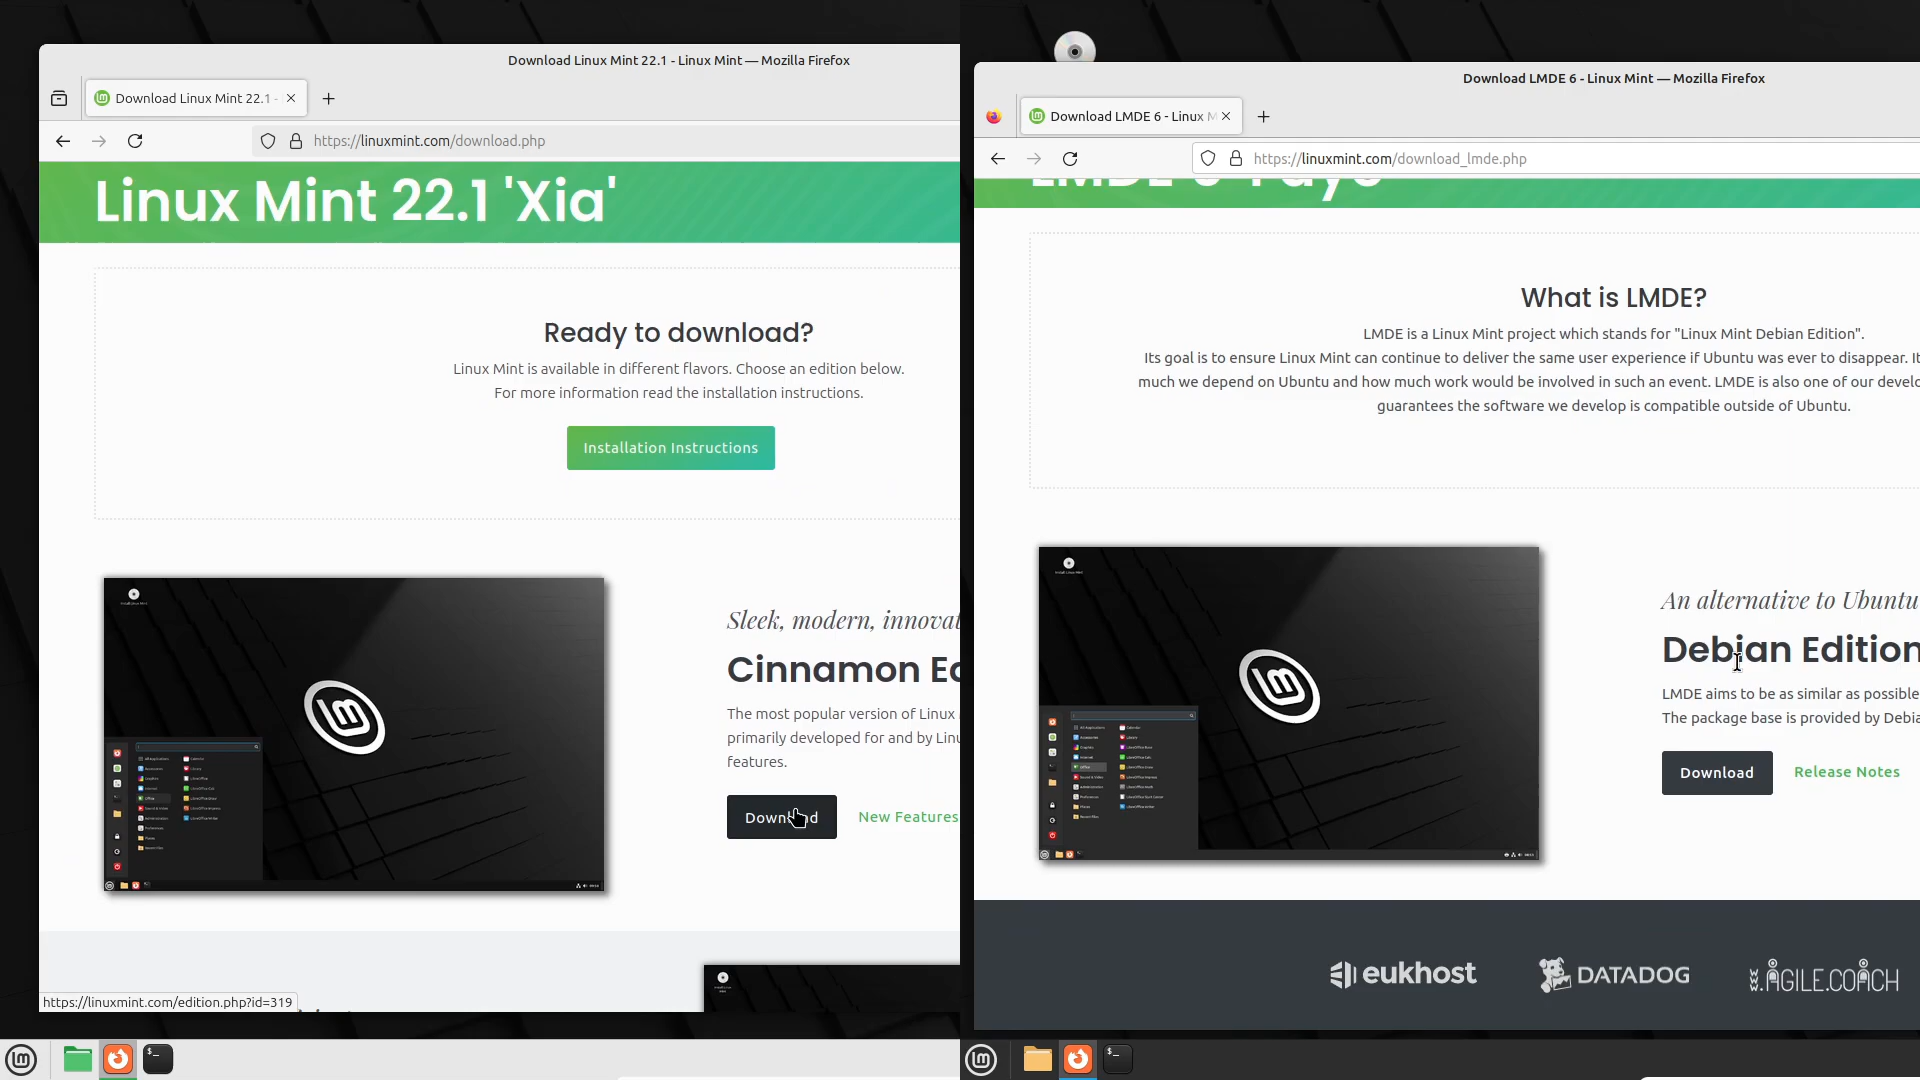 Download Linux Mint 22.1 - Linux Mint — Mozilla Firefox
Download Linux Mint 22.1 -
https://linuxmint.com/download.php
Linux Mint 22.1 'Xia'
Ready to download?
Linux Mint is available in different flavors. Choose an edition below.
For more information read the installation instructions.
Installation Instructions
Sleek, modern, innovat
Cinnamon Ed
The most popular version of Linux
primarily developed for and by Linu
features.
Download
New Features
https://linuxmint.com/edition.php?id=319
Download LMDE 6 - Linux Mint — Mozilla Firefox
Download LMDE 6 - Linux M
https://linuxmint.com/download_lmde.php
What is LMDE?
LMDE is a Linux Mint project which stands for "Linux Mint Debian Edition".
Its goal is to ensure Linux Mint can continue to deliver the same user experience if Ubuntu was ever to disappear. It
much we depend on Ubuntu and how much work would be involved in such an event. LMDE is also one of our develo
guarantees the software we develop is compatible outside of Ubuntu.
An alternative to Ubuntu
Debian Edition
LMDE aims to be as similar as possible
The package base is provided by Debia
Download
Release Notes
eukhost
DATADOG
AGILE.COACH